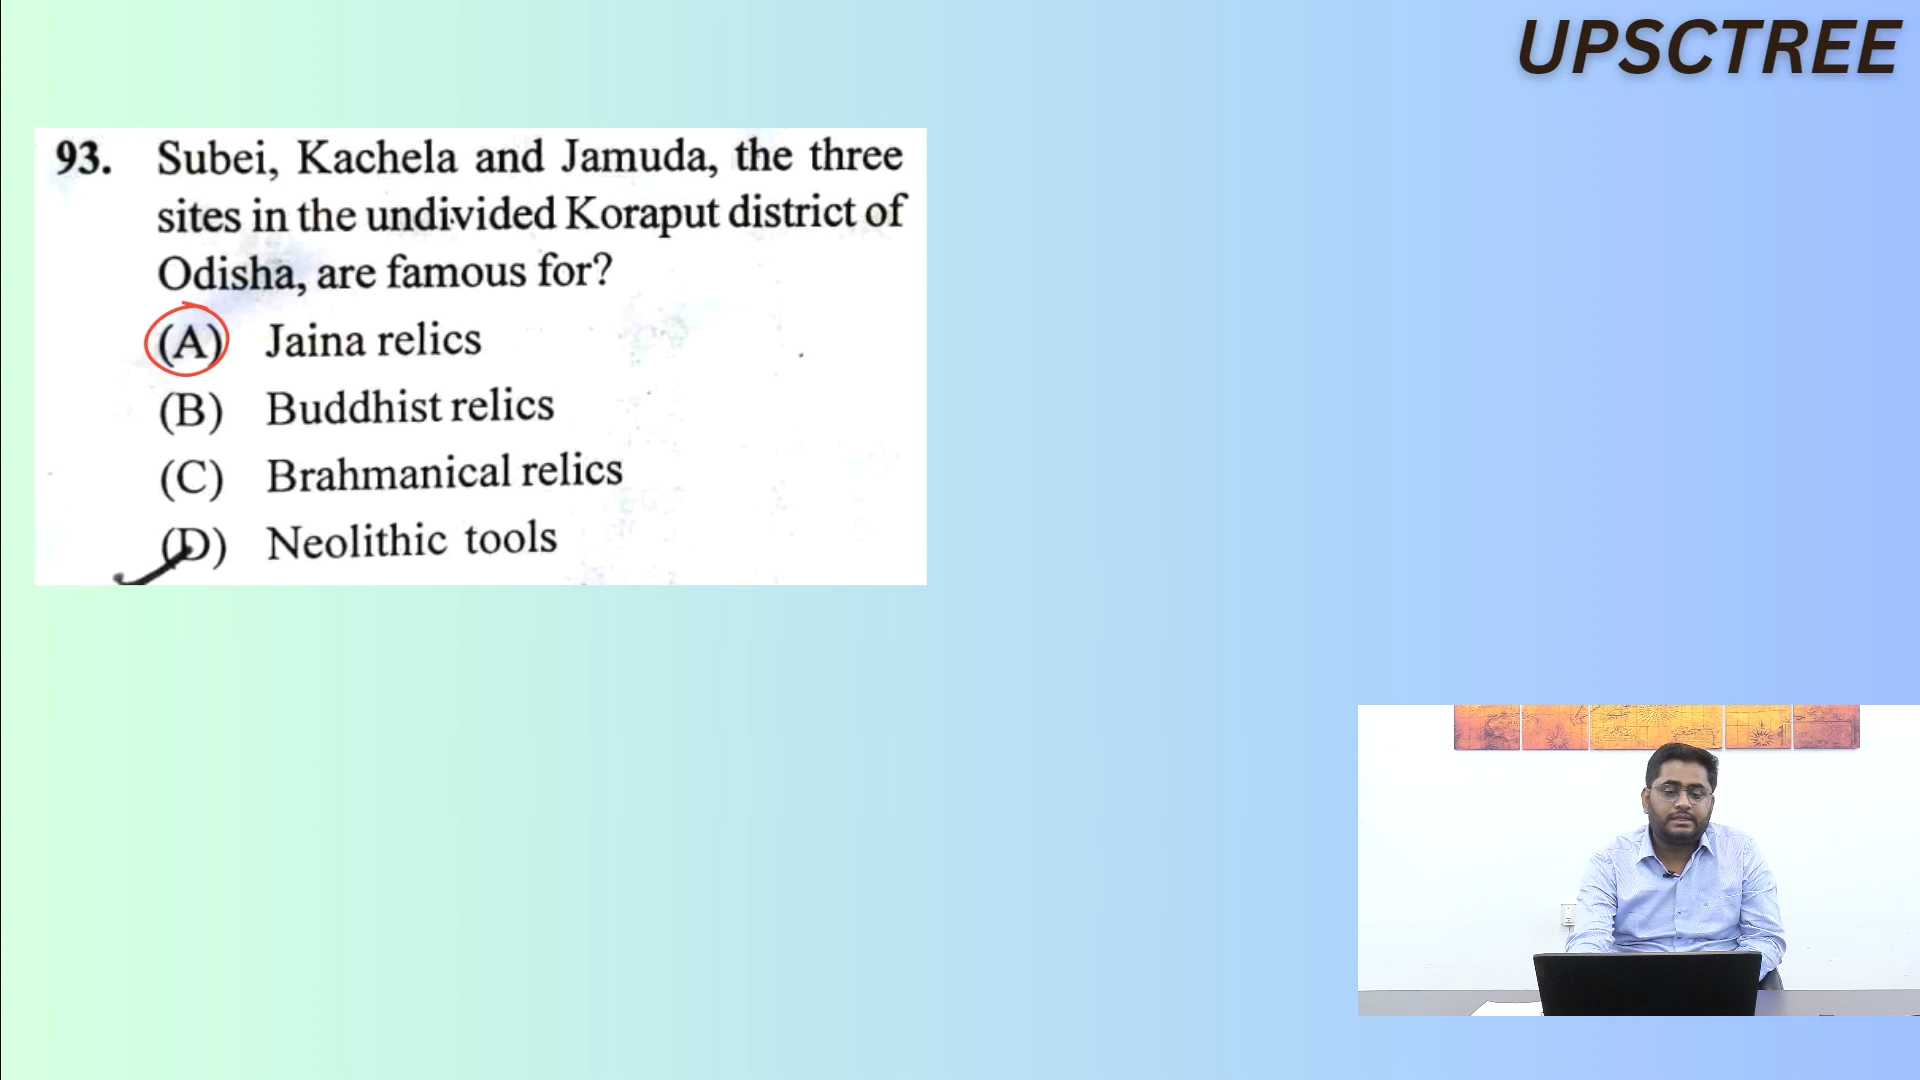 UPSCTREE
93. Subei, Kachela and Jamuda, the three
sites in the undivided Koraput district of
Odisha, are famous for?
(A) Jaina relics
(B) Buddhist relics
(C) Brahmanical relics
(D) Neolithic tools